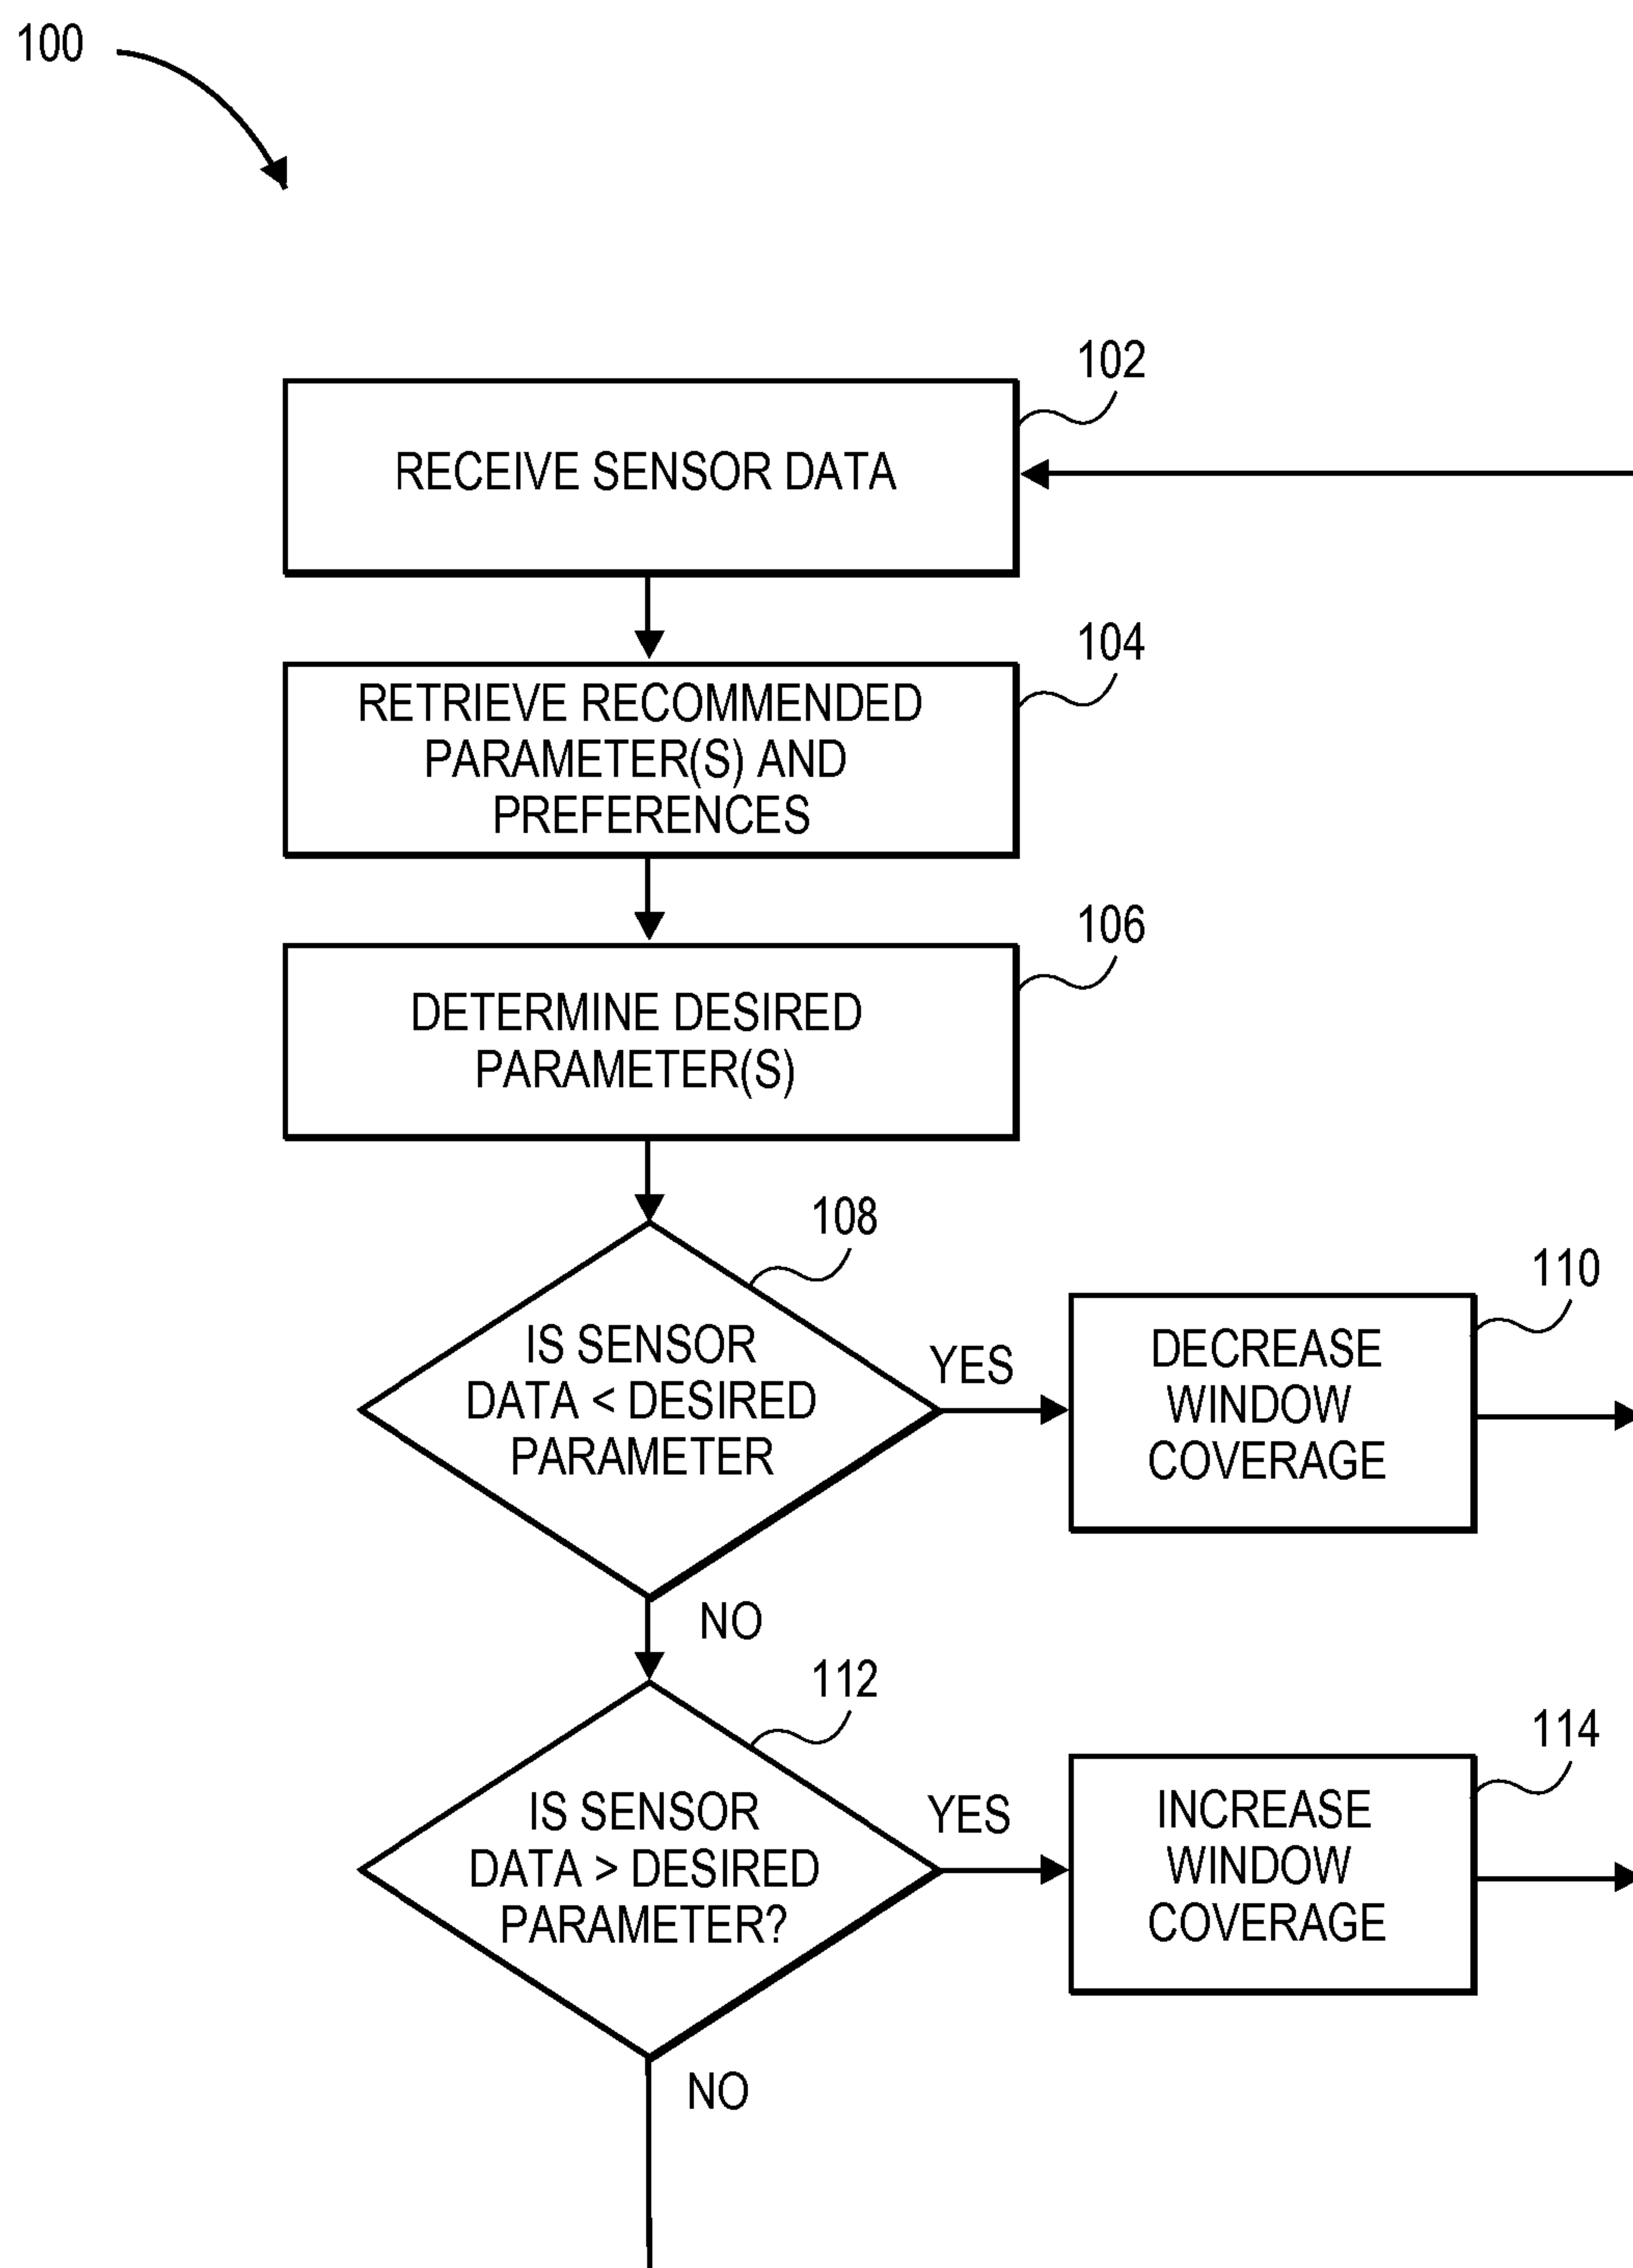 100
102
RECEIVE SENSOR DATA
104
RETRIEVE RECOMMENDED
PARAMETER(S) AND
PREFERENCES
106
DETERMINE DESIRED
PARAMETER(S)
108
IS SENSOR
DATA < DESIRED
PARAMETER
YES
110
DECREASE
WINDOW
COVERAGE
NO
112
IS SENSOR
DATA > DESIRED
PARAMETER?
YES
114
INCREASE
WINDOW
COVERAGE
NO